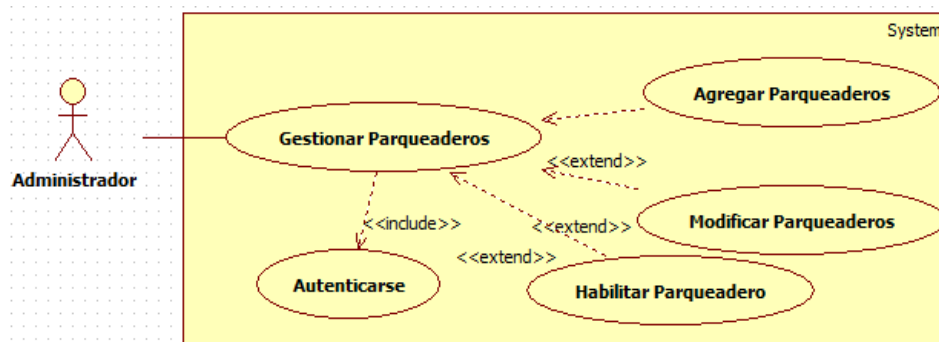 System
Agregar Parqueaderos
Gestionar Parqueaderos
<<extend>>
Administrador
<<include>>
<<extend>>
Modificar Parqueaderos
<<extend>>
Autenticarse
Habilitar Parqueadero